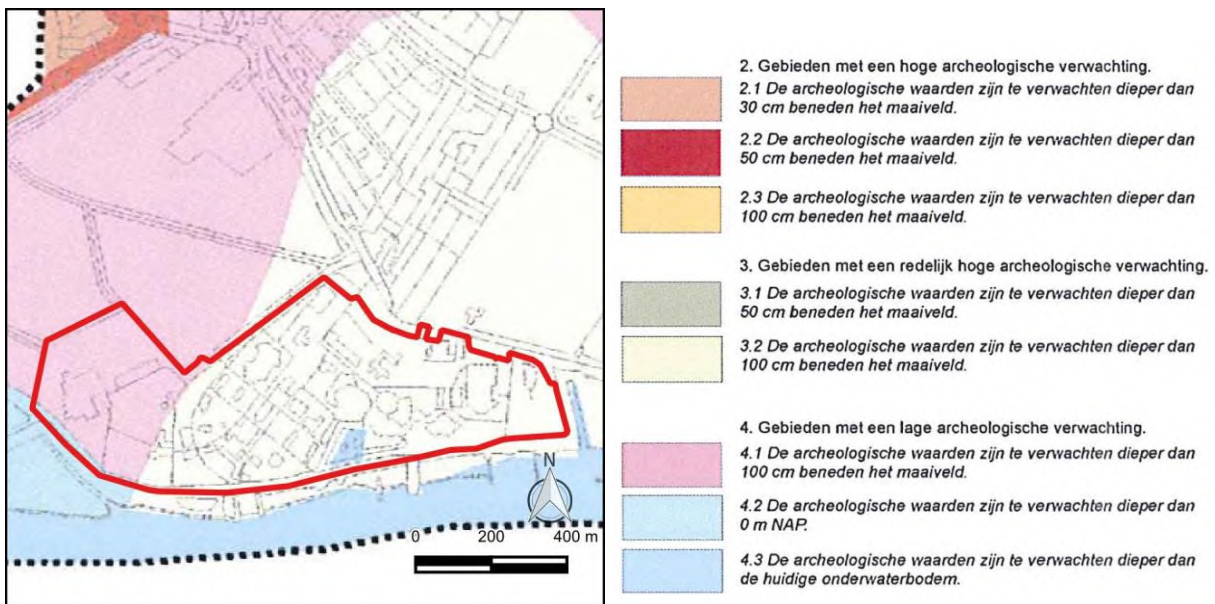 N
0 200 400 m
2. Gebieden met een hoge archeologische verwachting.
2.1 De archeologische waarden zijn te verwachten dieper dan
30 cm beneden het maaiveld.
2.2 De archeologische waarden zijn te verwachten dieper dan
50 cm beneden het maaiveld.
2.3 De archeologische waarden zijn te verwachten dieper dan
100 cm beneden het maaiveld.
3. Gebieden met een redelijk hoge archeologische verwachting.
3.1 De archeologische waarden zijn te verwachten dieper dan
50 cm beneden het maaiveld.
3.2 De archeologische waarden zijn te verwachten dieper dan
100 cm beneden het maaiveld.
4. Gebieden met een lage archeologische verwachting.
4.1 De archeologische waarden zijn te verwachten dieper dan
100 cm beneden het maaiveld.
4.2 De archeologische waarden zijn te verwachten dieper dan
0 m NAP.
4.3 De archeologische waarden zijn te verwachten dieper dan
de huidige onderwaterbodem.